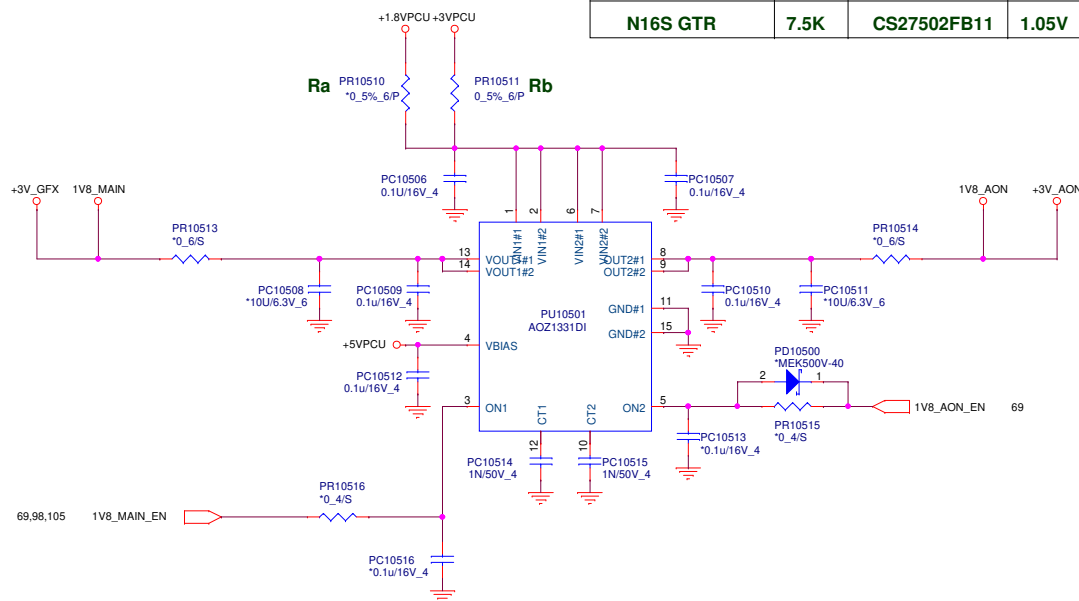 +1.8VPCU +3VPCU
N16S GTR 7.5K CS27502FB11 1.05V
Ra PR10510 *0_5%_6/P
PR10511 0_5%_6/P Rb
PC10506 0.1U/16V_4
PC10507 0.1u/16V_4
+3V_GFX 1V8_MAIN
1V8_AON +3V_AON
PR10513 *0_6/S
PR10514 *0_6/S
1 2 6 7
VIN1#1 VIN1#2 VIN2#1 VIN2#2
13 VOUT1#1
14 VOUT1#2
OUT2#1 8
OUT2#2 9
PC10508 *10U/6.3V_6
PC10509 0.1u/16V_4
PC10510 0.1u/16V_4
PC10511 *10U/6.3V_6
PU10501
AOZ1331DI
GND#1 11
GND#2 15
+5VPCU 4 VBIAS
PC10512 0.1u/16V_4
PD10500
*MEK500V-40
2 1
3 ON1
ON2 5
1V8_AON_EN 69
PR10515
*0_4/S
CT1 CT2
12 10
PC10513 *0.1u/16V_4
PC10514 1N/50V_4
PC10515 1N/50V_4
PR10516 *0_4/S
69,98,105 1V8_MAIN_EN
PC10516 *0.1u/16V_4